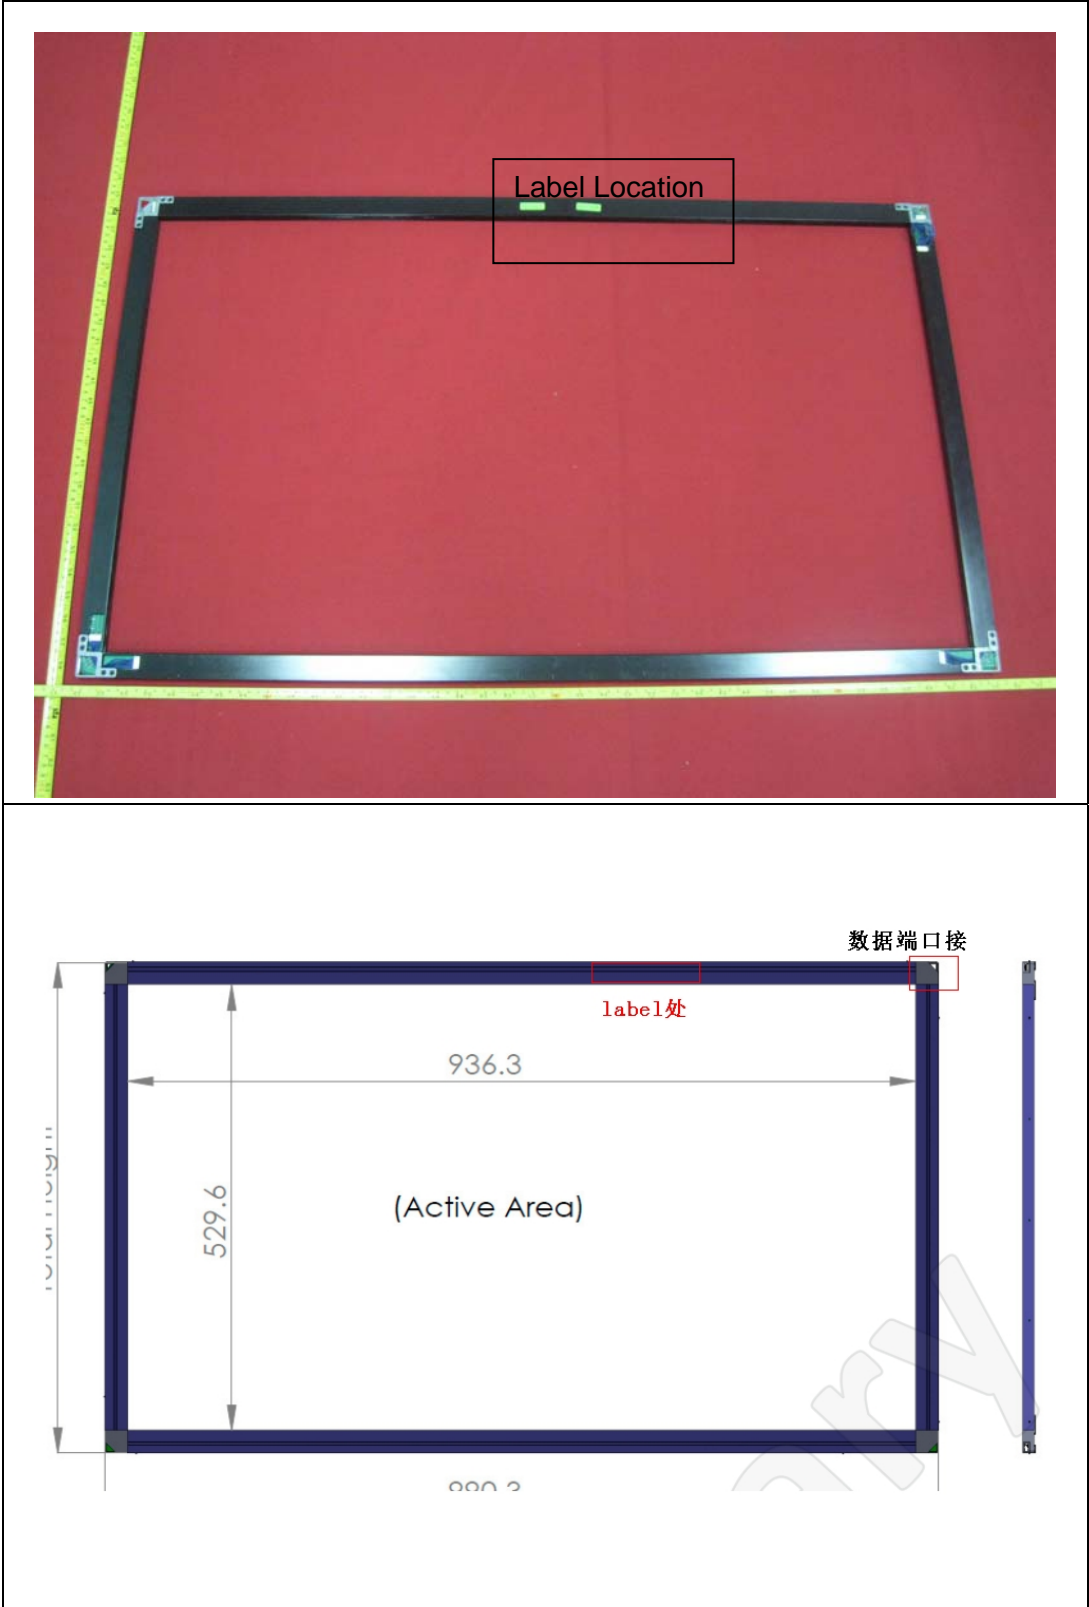 Label Location
数据端口接
label处
936.3
529.6
(Active Area)